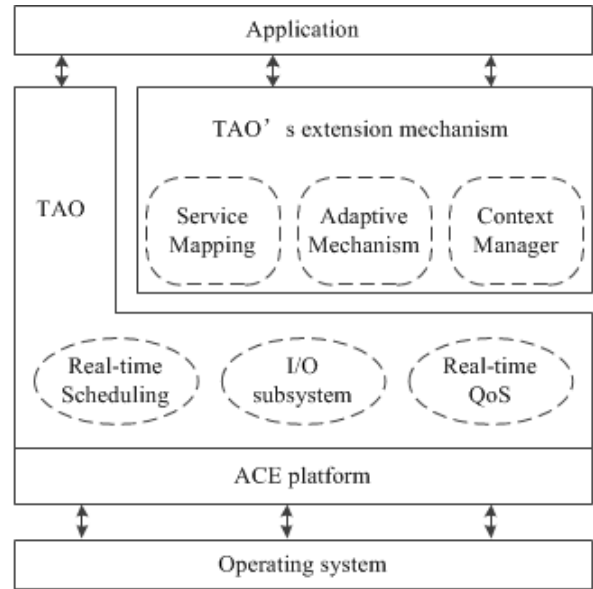 Application
TAO’s extension mechanism
TAO
Service
Mapping
Adaptive
Mechanism
Context
Manager
Real-time
Scheduling
I/O
subsystem
Real-time
QoS
ACE platform
Operating system